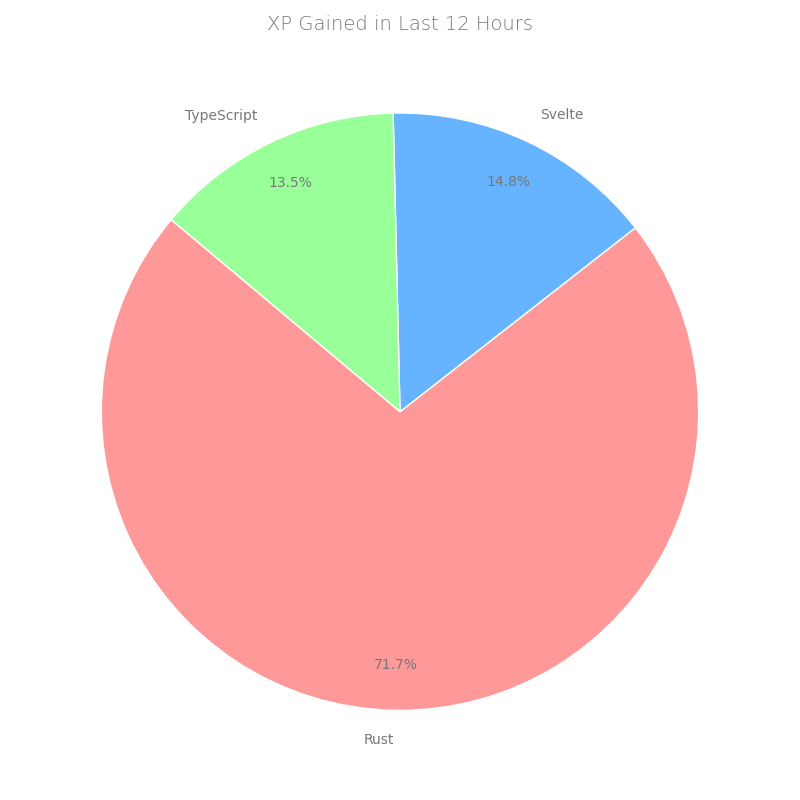 XP Gained in Last 12 Hours
TypeScript
Svelte
13.5%
14.8%
71.7%
Rust